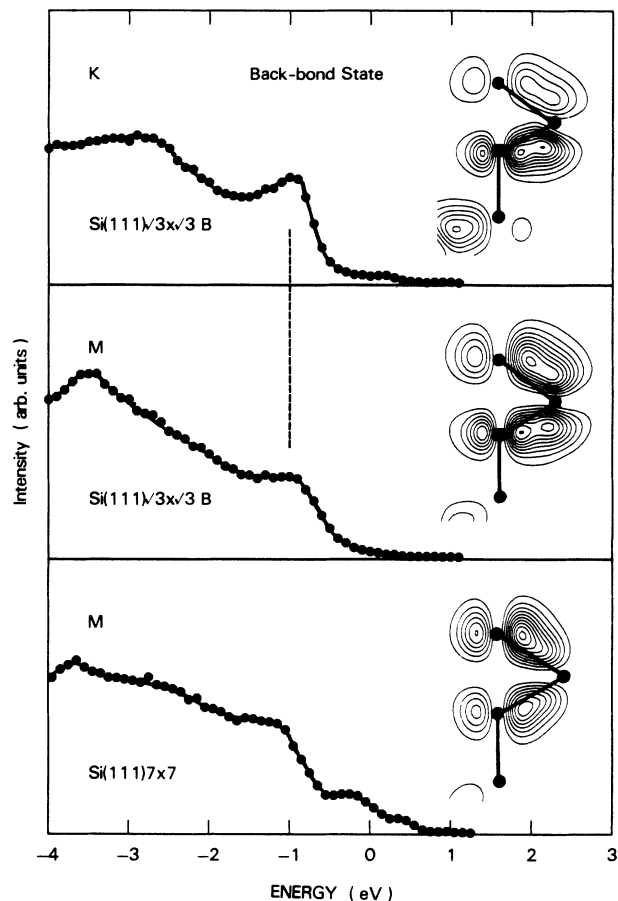 K
Back-bond State
Si(111)√3x√3 B
M
Si(111)√3x√3 B
M
Si(111)7x7
Intensity ( arb. units )
−4 −3 −2 −1 0 1 2 3
ENERGY ( eV )